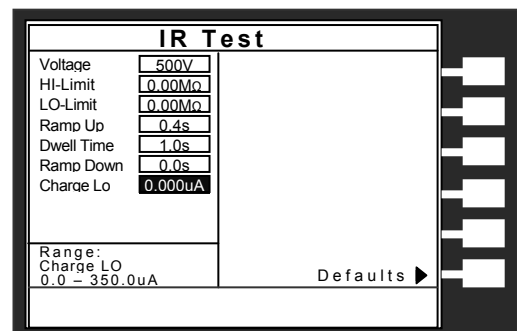 IR Test
Voltage 500V
HI-Limit 0.00MΩ
LO-Limit 0.00MΩ
Ramp Up 0.4s
Dwell Time 1.0s
Ramp Down 0.0s
Charge Lo 0.000uA
Range:
Charge LO
0.0 – 350.0uA
Defaults